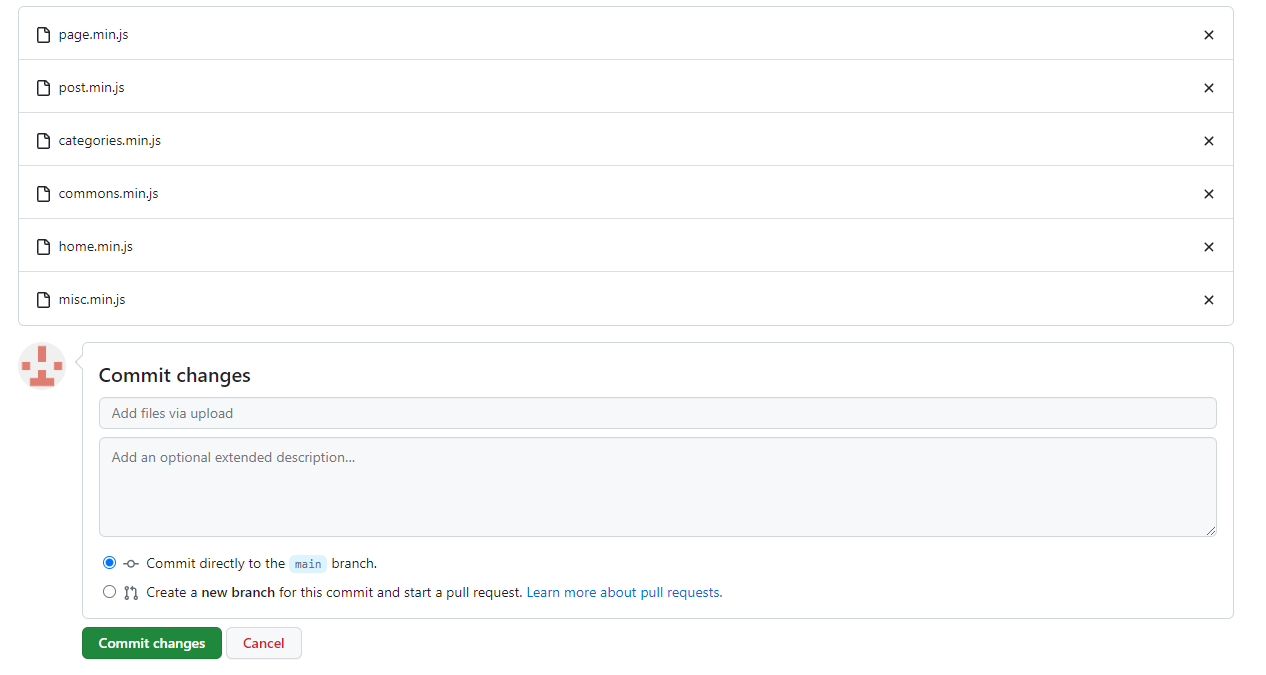 page.min.js
post.min.js
categories.min.js
commons.min.js
home.min.js
misc.min.js
Commit changes
Add files via upload
Add an optional extended description...
Commit directly to the main branch.
Create a new branch for this commit and start a pull request. Learn more about pull requests.
Commit changes Cancel